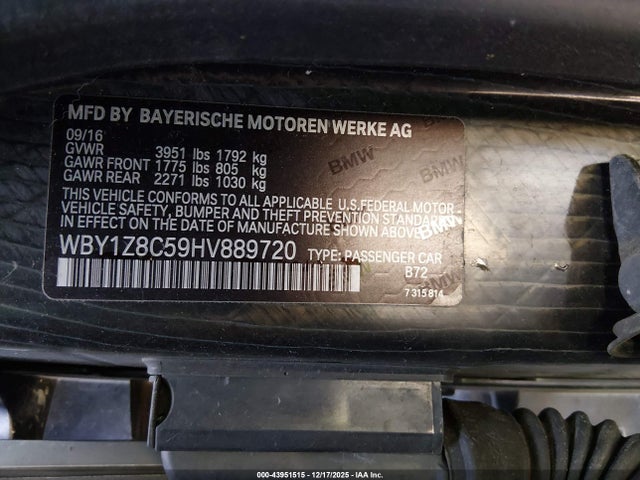 MFD BY BAYERISCHE MOTOREN WERKE AG
09/16
GVWR 3951 lbs 1792 kg
GAWR FRONT 1775 lbs 805 kg
GAWR REAR 2271 lbs 1030 kg
THIS VEHICLE CONFORMS TO ALL APPLICABLE U.S.FEDERAL MOTOR
VEHICLE SAFETY, BUMPER AND THEFT PREVENTION STANDARDS
IN EFFECT ON THE DATE OF MANUFACTURE SHOWN ABOVE.
WBY1Z8C59HV889720 TYPE: PASSENGER CAR
B72
7 315 814
BMW
BMW
BMW
000-43951515 - 12/17/2025 - IAA Inc.